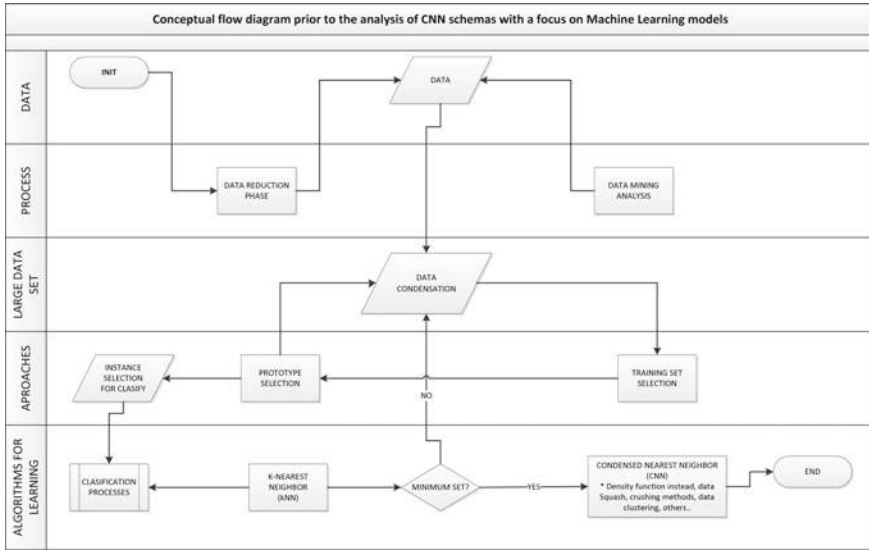 Conceptual flow diagram prior to the analysis of CNN schemas with a focus on Machine Learning models
DATA
INIT
DATA
PROCESS
DATA REDUCTION
PHASE
DATA MINING
ANALYSIS
LARGE DATA
SET
DATA
CONDENSATION
APROACHES
INSTANCE
SELECTION
FOR CLASIFY
PROTOTYPE
SELECTION
TRAINING SET
SELECTION
NO
ALGORITHMS FOR
LEARNING
CLASIFICATION
PROCESSES
K-NEAREST
NEIGHBOR
(kNN)
MINIMUM SET?
YES
CONDENSED NEAREST NEIGHBOR
(CNN)
* Density function instead, data
Squash, crushing methods, data
clustering, others..
END